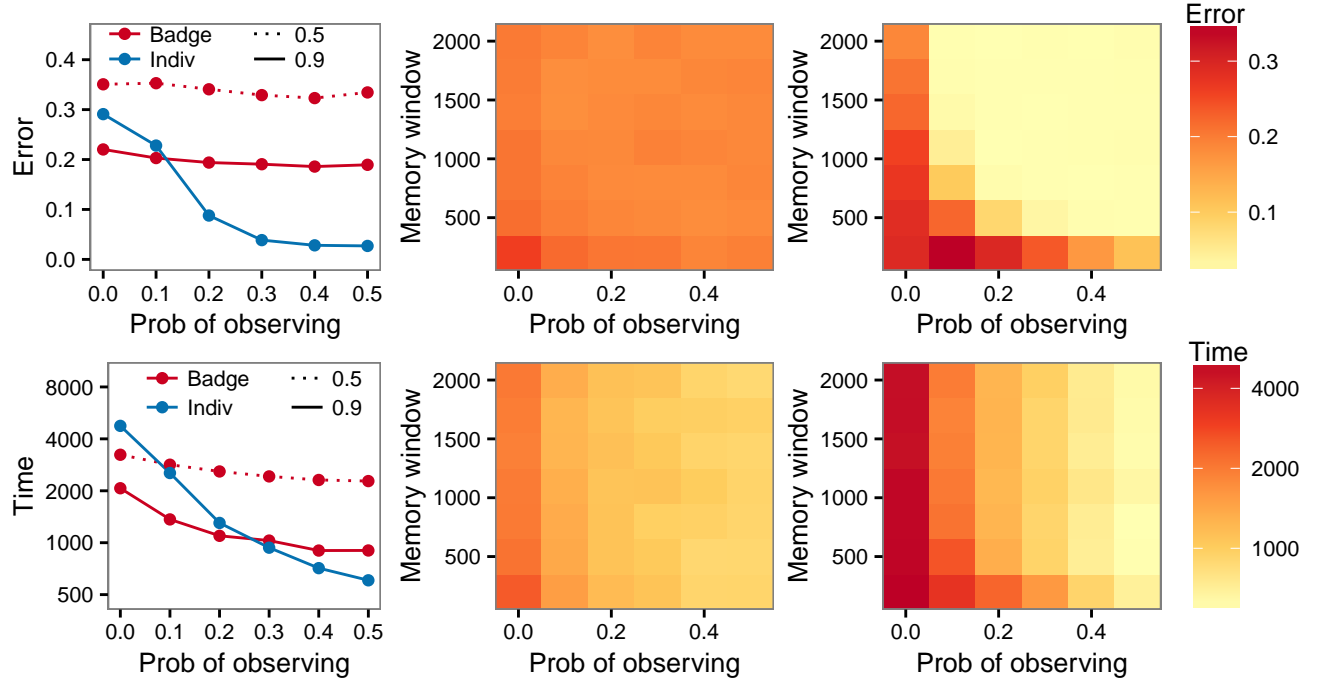 Error
Badge 0.5
Indiv 0.9
0.4
0.3
0.2
0.1
0.0
Error
0.0 0.1 0.2 0.3 0.4 0.5
Prob of observing
2000
1500
1000
500
Memory window
0.0 0.2 0.4
Prob of observing
2000
1500
1000
500
Memory window
0.0 0.2 0.4
Prob of observing
0.3
0.2
0.1
Time
Badge 0.5
Indiv 0.9
8000
4000
2000
1000
500
Time
0.0 0.1 0.2 0.3 0.4 0.5
Prob of observing
2000
1500
1000
500
Memory window
0.0 0.2 0.4
Prob of observing
2000
1500
1000
500
Memory window
0.0 0.2 0.4
Prob of observing
4000
2000
1000